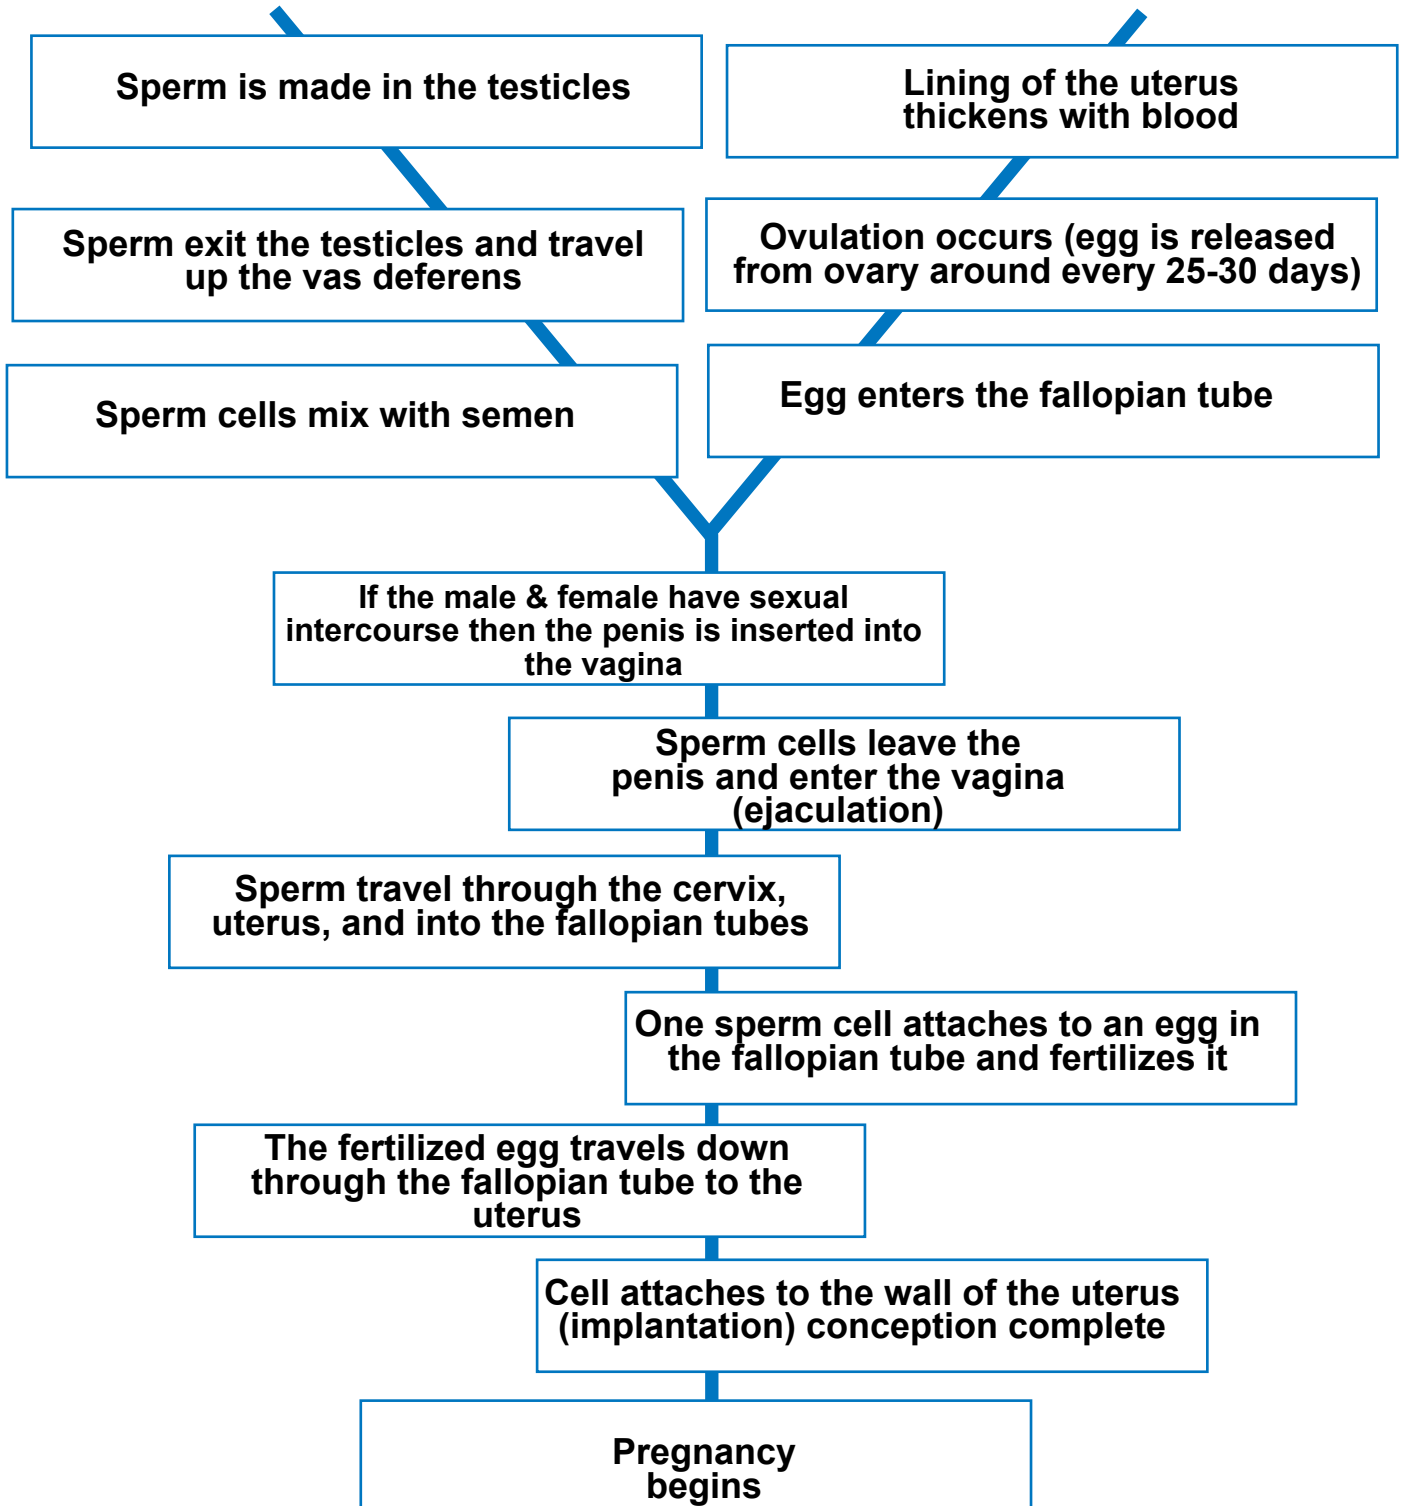 Sperm is made in the testicles
Lining of the uterus
thickens with blood
Sperm exit the testicles and travel
up the vas deferens
Ovulation occurs (egg is released
from ovary around every 25-30 days)
Sperm cells mix with semen
Egg enters the fallopian tube
If the male & female have sexual
intercourse then the penis is inserted into
the vagina
Sperm cells leave the
penis and enter the vagina
(ejaculation)
Sperm travel through the cervix,
uterus, and into the fallopian tubes
One sperm cell attaches to an egg in
the fallopian tube and fertilizes it
The fertilized egg travels down
through the fallopian tube to the
uterus
Cell attaches to the wall of the uterus
(implantation) conception complete
Pregnancy
begins